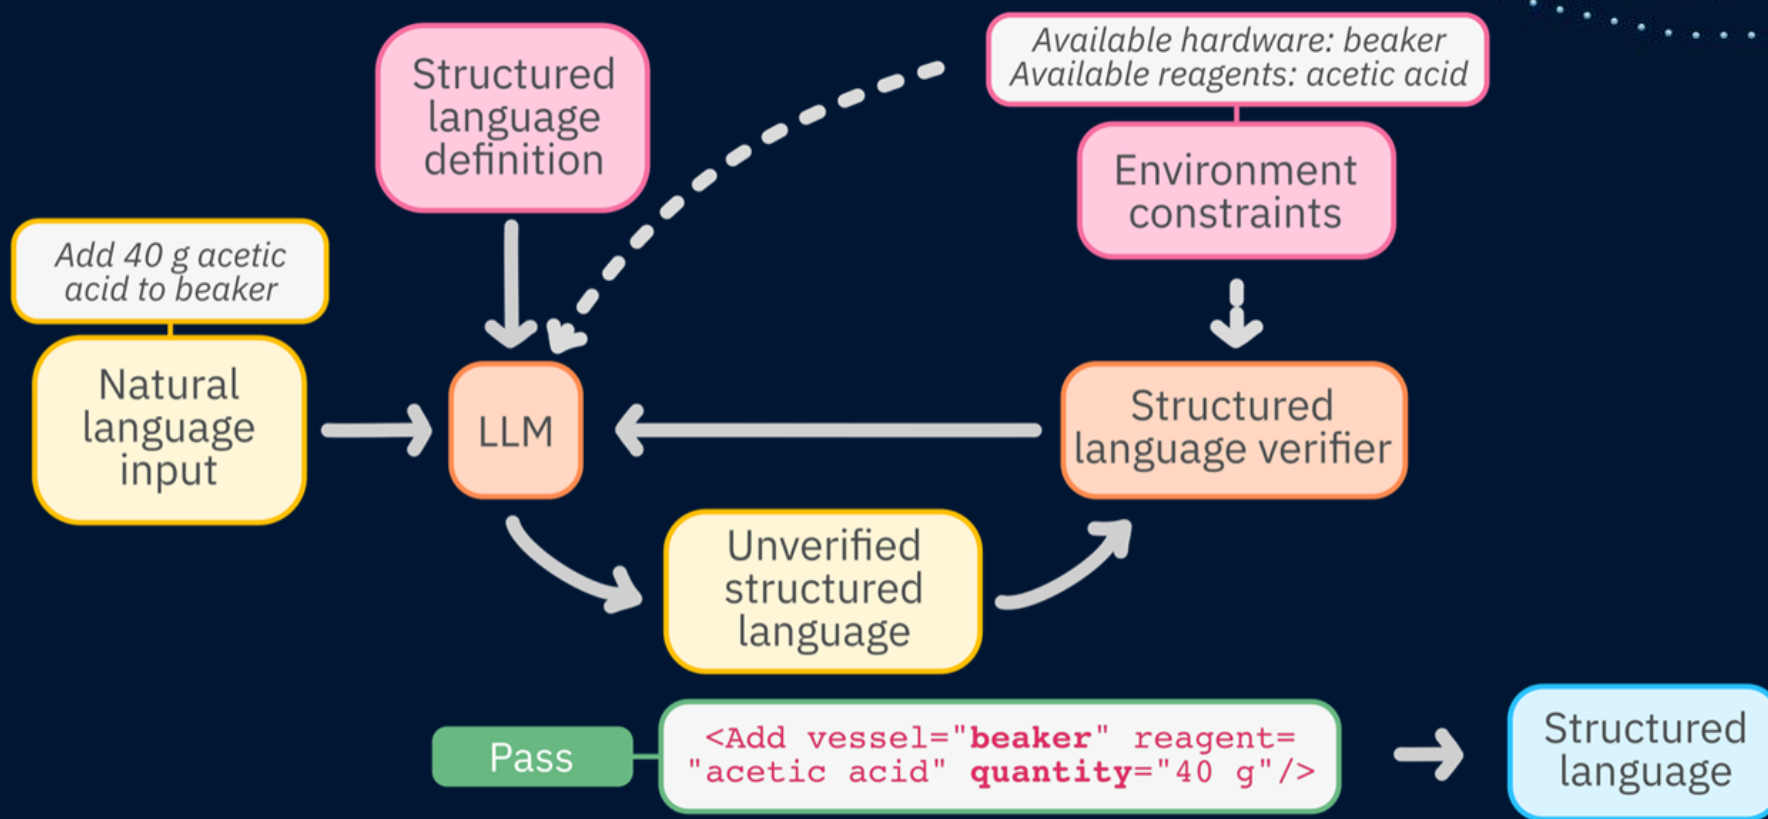 Structured
language
definition
Available hardware: beaker
Available reagents: acetic acid
Environment
constraints
Add 40 g acetic
acid to beaker
Natural
language
input
LLM
Structured
language verifier
Unverified
structured
language
Pass
<Add vessel="beaker" reagent=
"acetic acid" quantity="40 g"/>
Structured
language